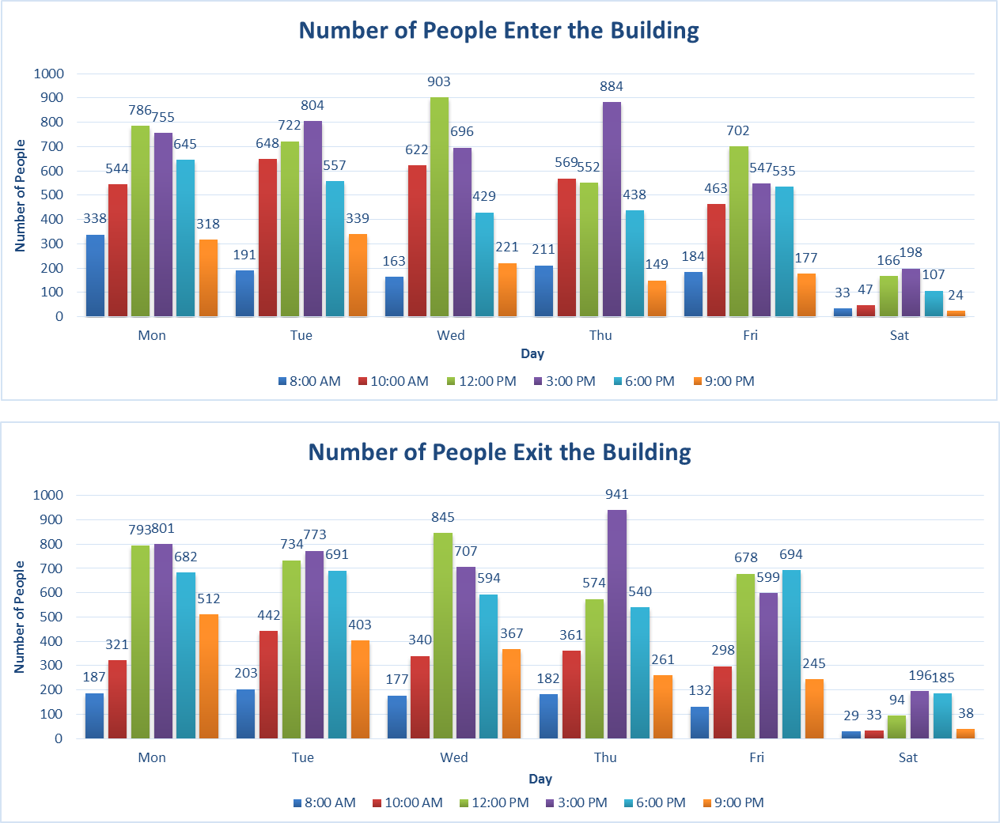 Number of People Enter the Building
1000
900
800
700
600
500
400
300
200
100
0
Number of People
338 544 786 755 645 318
191 648 722 804 557 339
163 622 903 696 429 221
211 569 552 884 438 149
184 463 702 547 535 177
33 47 166 198 107 24
Mon Tue Wed Thu Fri Sat
Day
8:00 AM 10:00 AM 12:00 PM 3:00 PM 6:00 PM 9:00 PM
Number of People Exit the Building
1000
900
800
700
600
500
400
300
200
100
0
Number of People
187 321 793 801 682 512
203 442 734 773 691 403
177 340 845 707 594 367
182 361 574 941 540 261
132 298 678 599 694 245
29 33 94 196 185 38
Mon Tue Wed Thu Fri Sat
Day
8:00 AM 10:00 AM 12:00 PM 3:00 PM 6:00 PM 9:00 PM